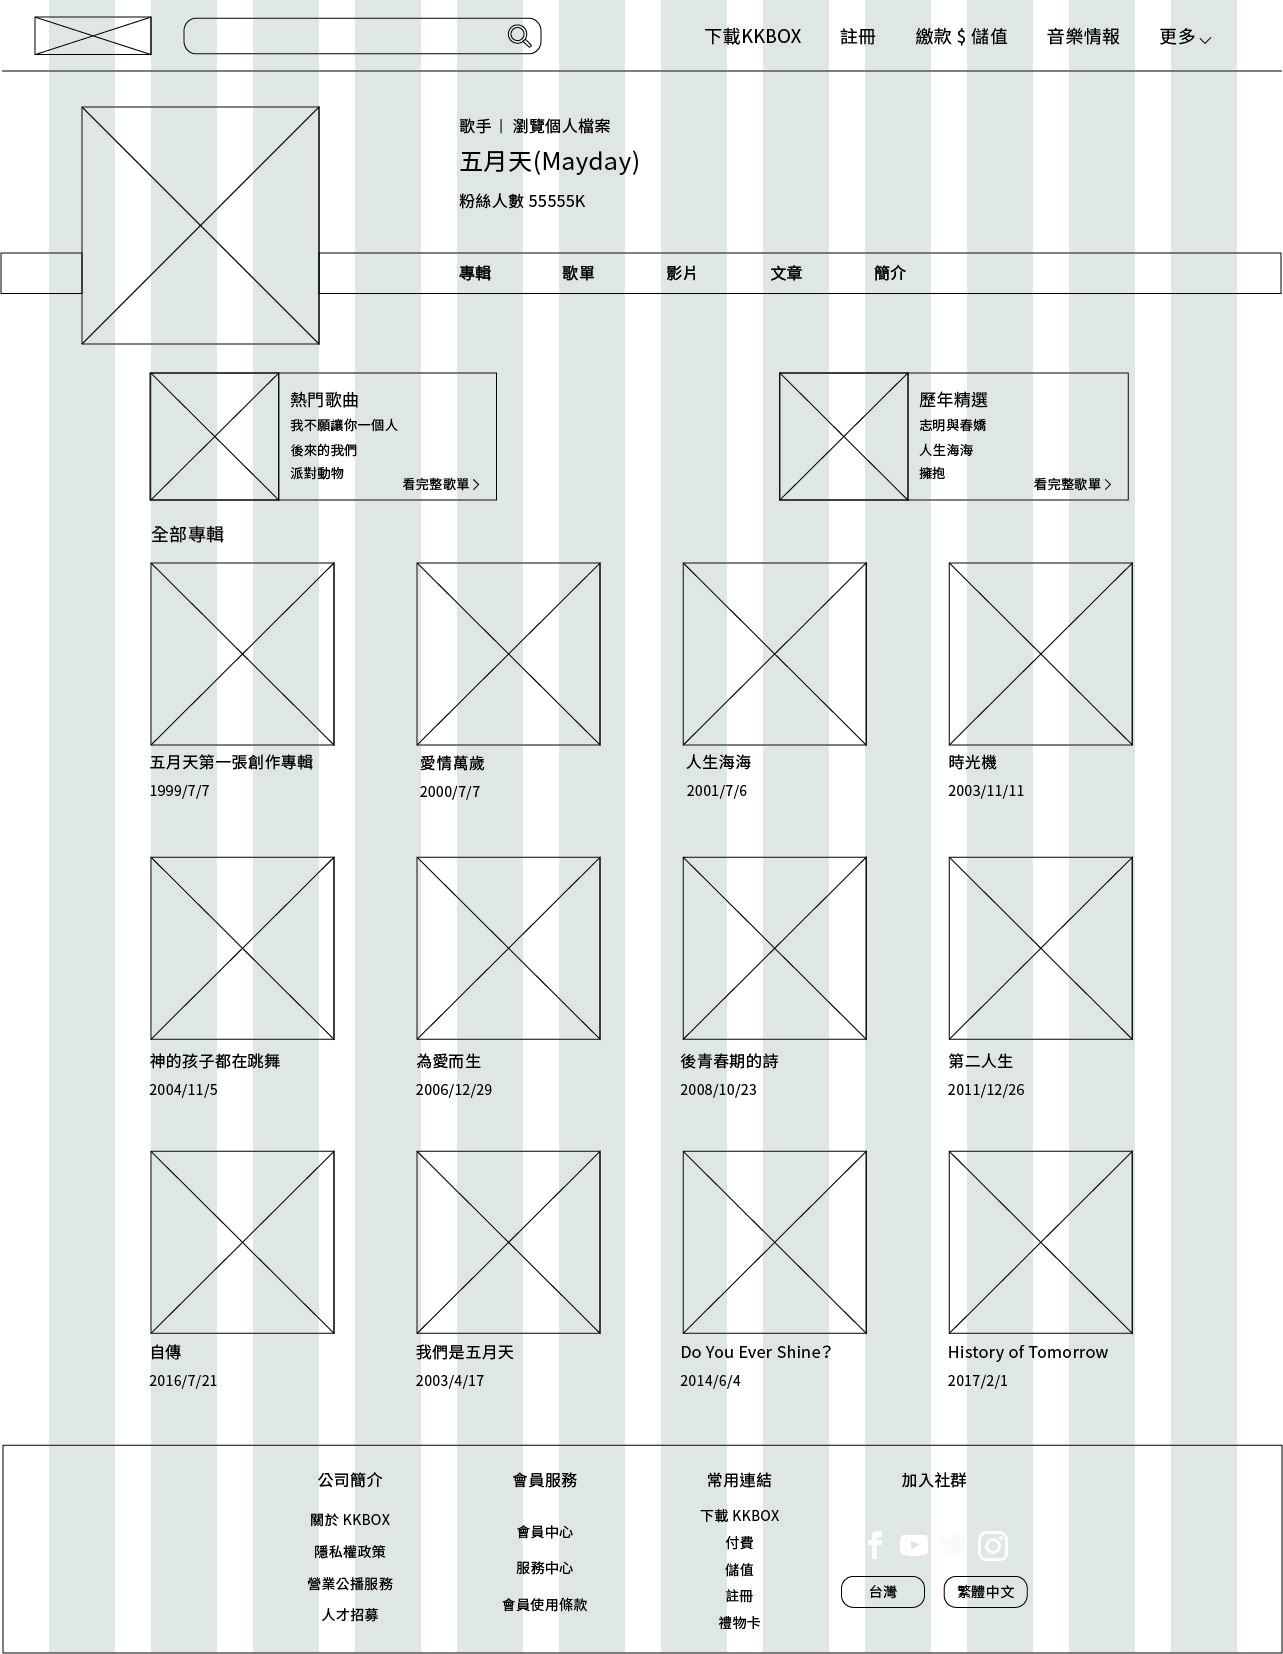 下載KKBOX 註冊 繳款 $ 儲值 音樂情報 更多
歌手 | 瀏覽個人檔案
五月天(Mayday)
粉絲人數 55555K
專輯 歌單 影片 文章 簡介
熱門歌曲
我不願讓你一個人
後來的我們
派對動物
看完整歌單 >
歷年精選
志明與春嬌
人生海海
擁抱
看完整歌單 >
全部專輯
五月天第一張創作專輯
1999/7/7
愛情萬歲
2000/7/7
人生海海
2001/7/6
時光機
2003/11/11
神的孩子都在跳舞
2004/11/5
為愛而生
2006/12/29
後青春期的詩
2008/10/23
第二人生
2011/12/26
自傳
2016/7/21
我們是五月天
2003/4/17
Do You Ever Shine?
2014/6/4
History of Tomorrow
2017/2/1
公司簡介
關於 KKBOX
隱私權政策
營業公播服務
人才招募
會員服務
會員中心
服務中心
會員使用條款
常用連結
下載 KKBOX
付費
儲值
註冊
禮物卡
加入社群
台灣
繁體中文